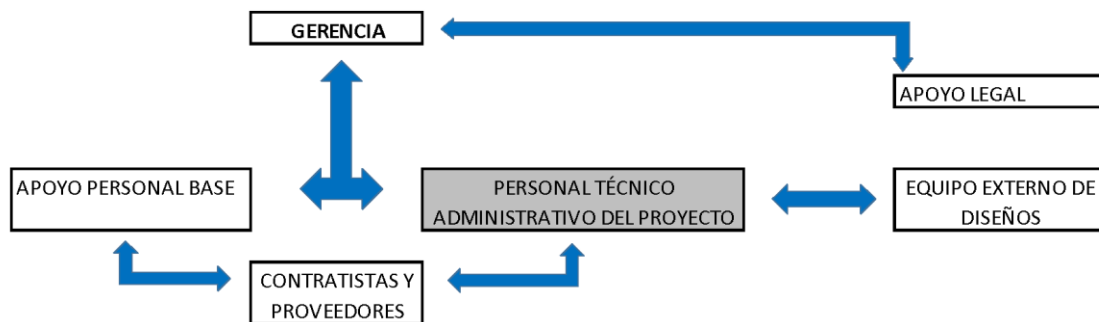 GERENCIA
APOYO LEGAL
APOYO PERSONAL BASE
PERSONAL TÉCNICO
ADMINISTRATIVO DEL PROYECTO
EQUIPO EXTERNO DE
DISEÑOS
CONTRATISTAS Y
PROVEEDORES